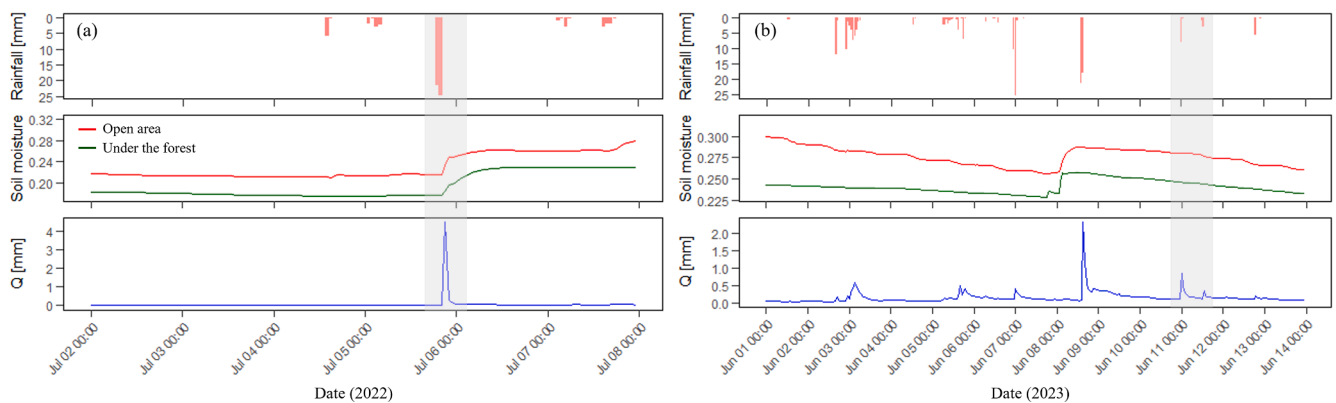 (a)
Rainfall [mm]
0
5
10
15
20
25
Soil moisture
0.32
0.28
0.24
0.20
Open area
Under the forest
Q [mm]
4
3
2
1
0
Jul 02 00:00
Jul 03 00:00
Jul 04 00:00
Jul 05 00:00
Jul 06 00:00
Jul 07 00:00
Jul 08 00:00
Date (2022)
(b)
Rainfall [mm]
0
5
10
15
20
25
Soil moisture
0.300
0.275
0.250
0.225
Q [mm]
2.0
1.5
1.0
0.5
0.0
Jun 01 00:00
Jun 02 00:00
Jun 03 00:00
Jun 04 00:00
Jun 05 00:00
Jun 06 00:00
Jun 07 00:00
Jun 08 00:00
Jun 09 00:00
Jun 10 00:00
Jun 11 00:00
Jun 12 00:00
Jun 13 00:00
Jun 14 00:00
Date (2023)